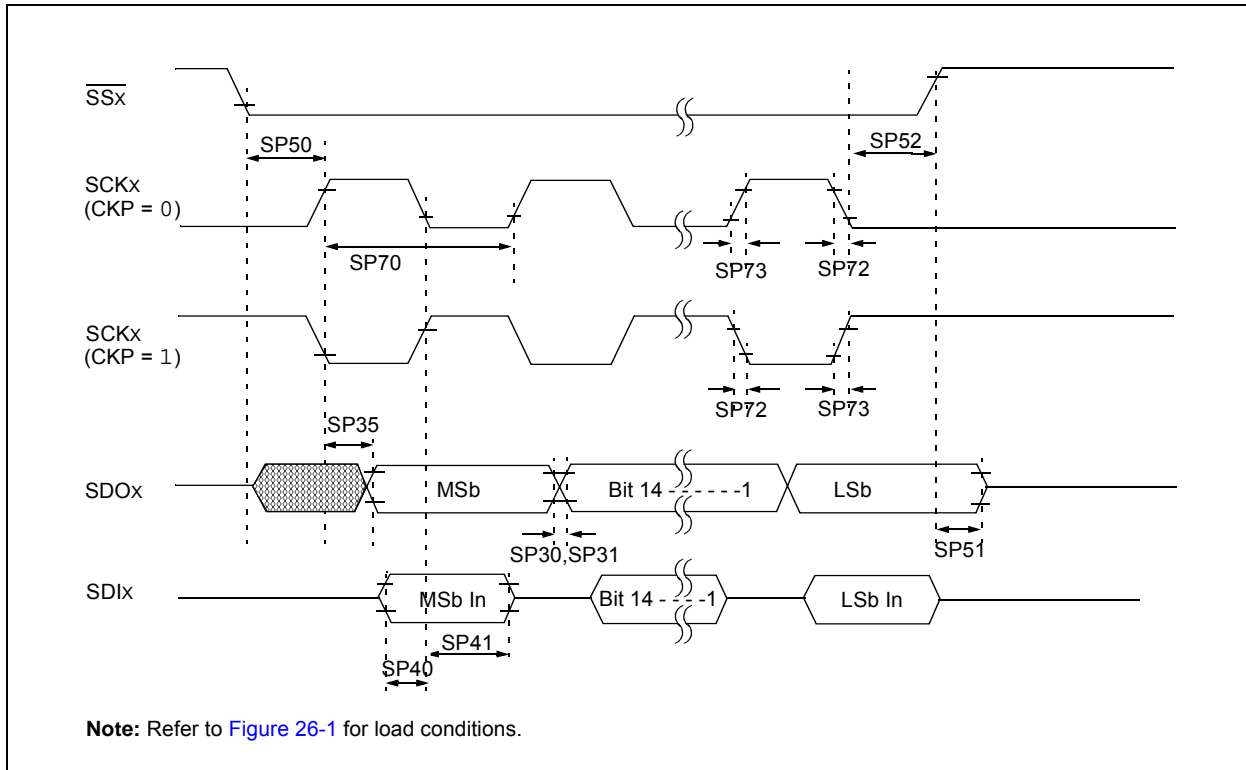 SSx
SP50
SP52
SCKx
(CKP = 0)
SP70
SP73
SP72
SCKx
(CKP = 1)
SP72
SP73
SP35
SDOx
MSb
Bit 14 - - - - - -1
LSb
SP30,SP31
SP51
SDIx
MSb In
Bit 14 - - - -1
LSb In
SP41
SP40
Note: Refer to Figure 26-1 for load conditions.